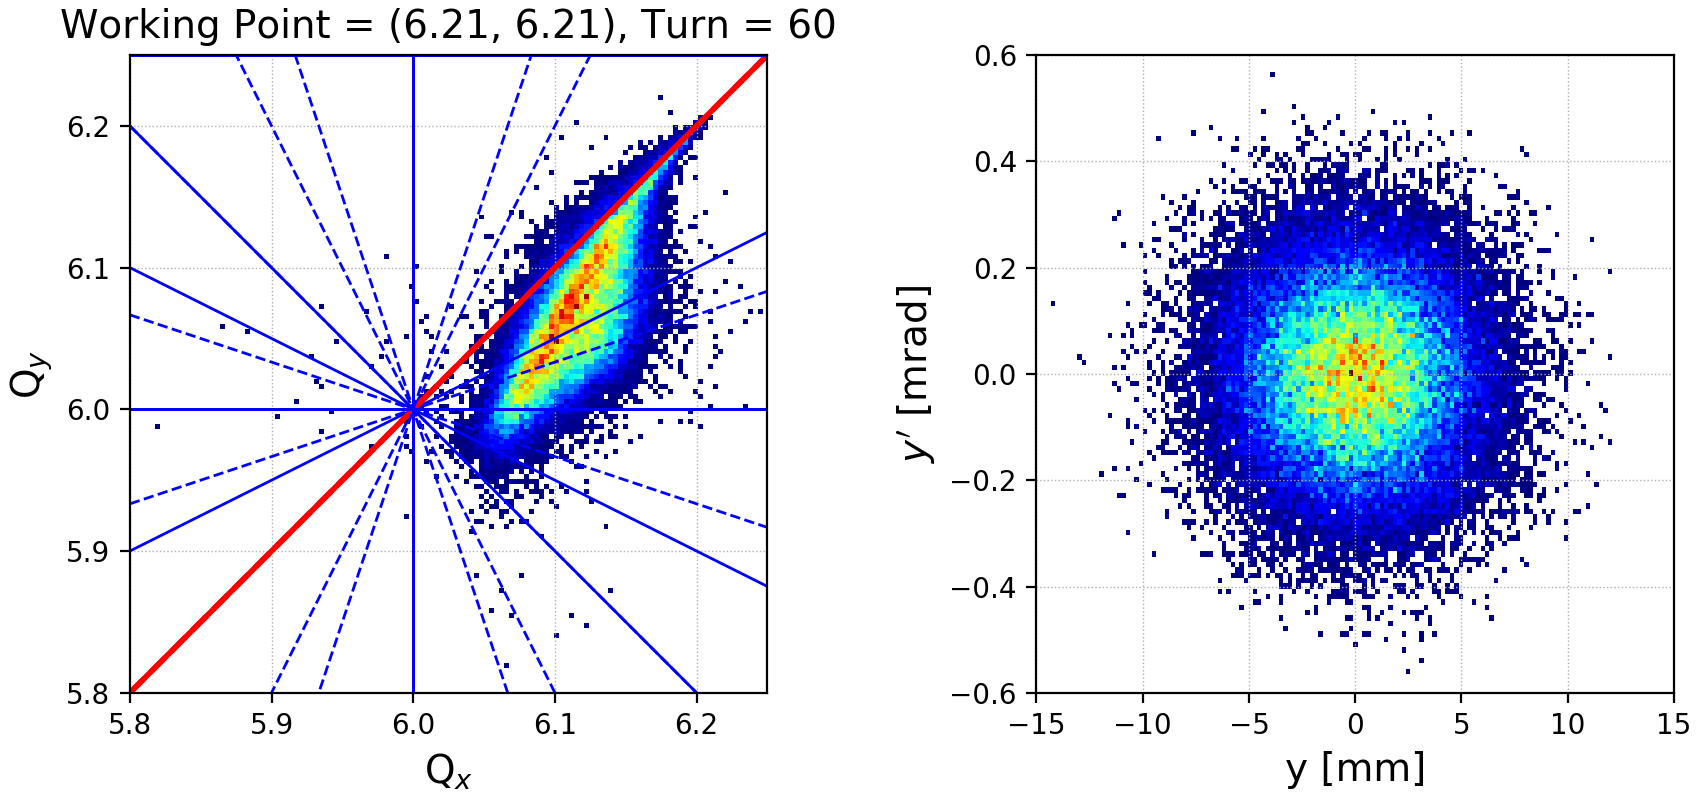 Working Point = (6.21, 6.21), Turn = 60
6.2
6.1
6.0
5.9
5.8
Q_y
5.8 5.9 6.0 6.1 6.2
Q_x
0.6
0.4
0.2
0.0
−0.2
−0.4
−0.6
y′ [mrad]
−15 −10 −5 0 5 10 15
y [mm]